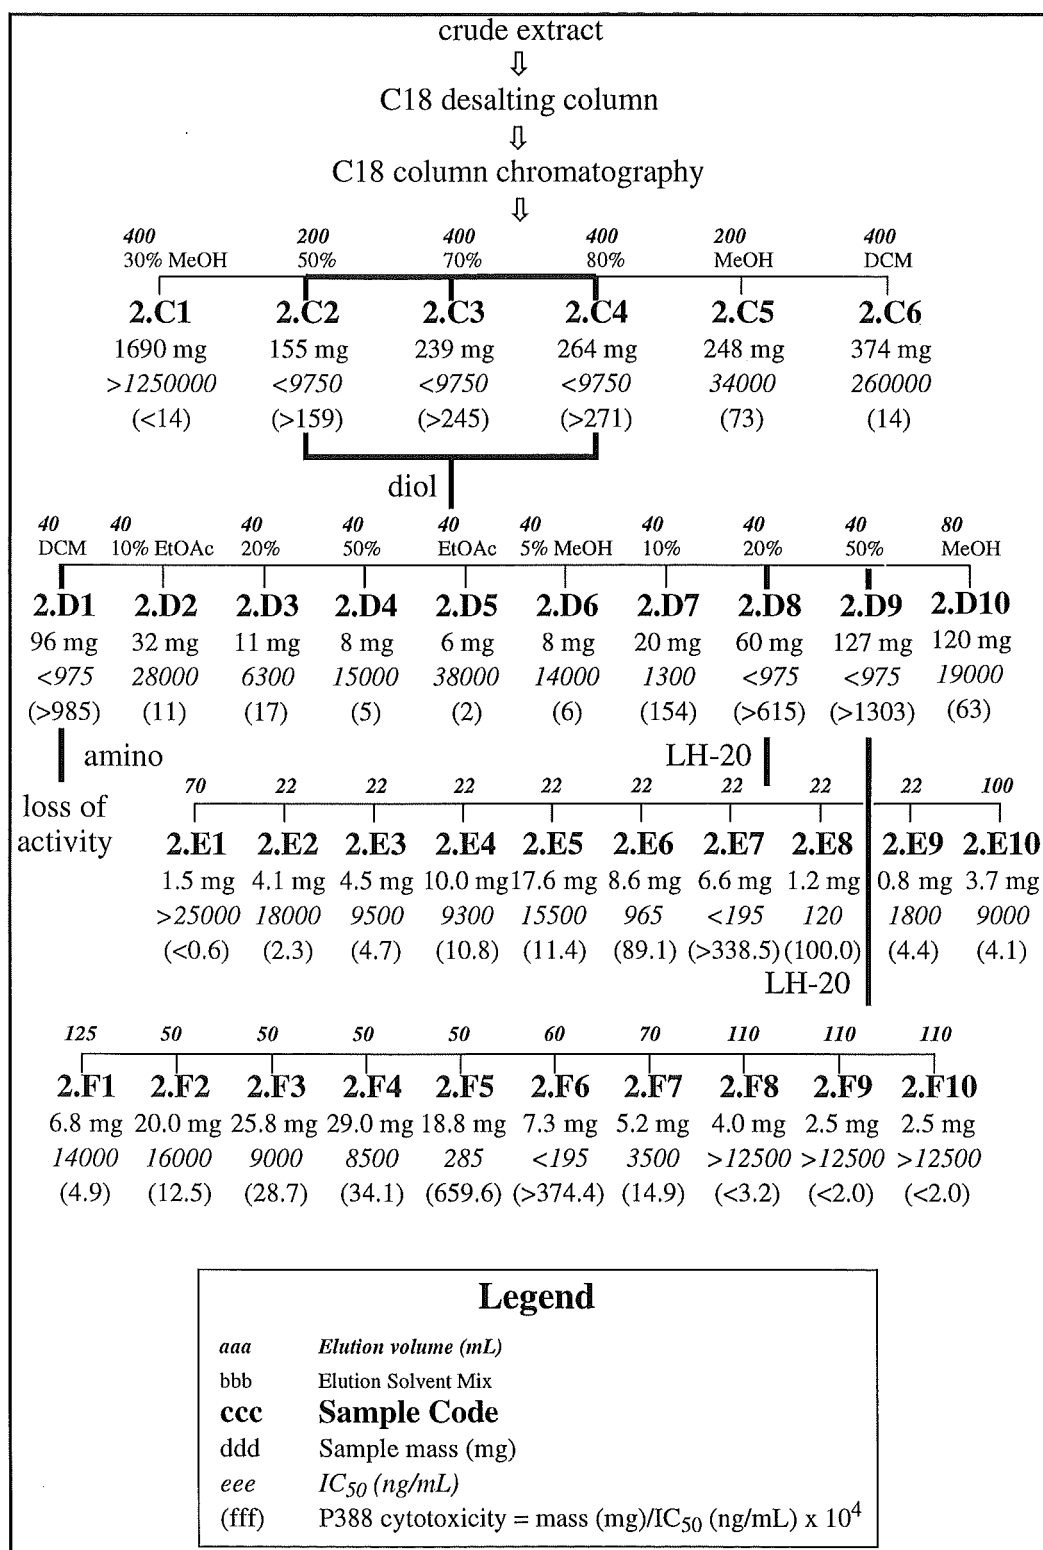 crude extract
⇩
C18 desalting column
⇩
C18 column chromatography
⇩
400 200 400 400 200 400
30% MeOH 50% 70% 80% MeOH DCM
2.C1 2.C2 2.C3 2.C4 2.C5 2.C6
1690 mg 155 mg 239 mg 264 mg 248 mg 374 mg
>1250000 <9750 <9750 <9750 34000 260000
(<14) (>159) (>245) (>271) (73) (14)
diol
40 40 40 40 40 40 40 40 40 80
DCM 10% EtOAc 20% 50% EtOAc 5% MeOH 10% 20% 50% MeOH
2.D1 2.D2 2.D3 2.D4 2.D5 2.D6 2.D7 2.D8 2.D9 2.D10
96 mg 32 mg 11 mg 8 mg 6 mg 8 mg 20 mg 60 mg 127 mg 120 mg
<975 28000 6300 15000 38000 14000 1300 <975 <975 19000
(>985) (11) (17) (5) (2) (6) (154) (>615) (>1303) (63)
amino LH-20
loss of
activity
70 22 22 22 22 22 22 22 22 100
2.E1 2.E2 2.E3 2.E4 2.E5 2.E6 2.E7 2.E8 2.E9 2.E10
1.5 mg 4.1 mg 4.5 mg 10.0 mg 17.6 mg 8.6 mg 6.6 mg 1.2 mg 0.8 mg 3.7 mg
>25000 18000 9500 9300 15500 965 <195 120 1800 9000
(<0.6) (2.3) (4.7) (10.8) (11.4) (89.1) (>338.5) (100.0) (4.4) (4.1)
LH-20
125 50 50 50 50 60 70 110 110 110
2.F1 2.F2 2.F3 2.F4 2.F5 2.F6 2.F7 2.F8 2.F9 2.F10
6.8 mg 20.0 mg 25.8 mg 29.0 mg 18.8 mg 7.3 mg 5.2 mg 4.0 mg 2.5 mg 2.5 mg
14000 16000 9000 8500 285 <195 3500 >12500 >12500 >12500
(4.9) (12.5) (28.7) (34.1) (659.6) (>374.4) (14.9) (<3.2) (<2.0) (<2.0)
Legend
aaa Elution volume (mL)
bbb Elution Solvent Mix
ccc Sample Code
ddd Sample mass (mg)
eee IC50 (ng/mL)
(fff) P388 cytotoxicity = mass (mg)/IC50 (ng/mL) x 10⁴